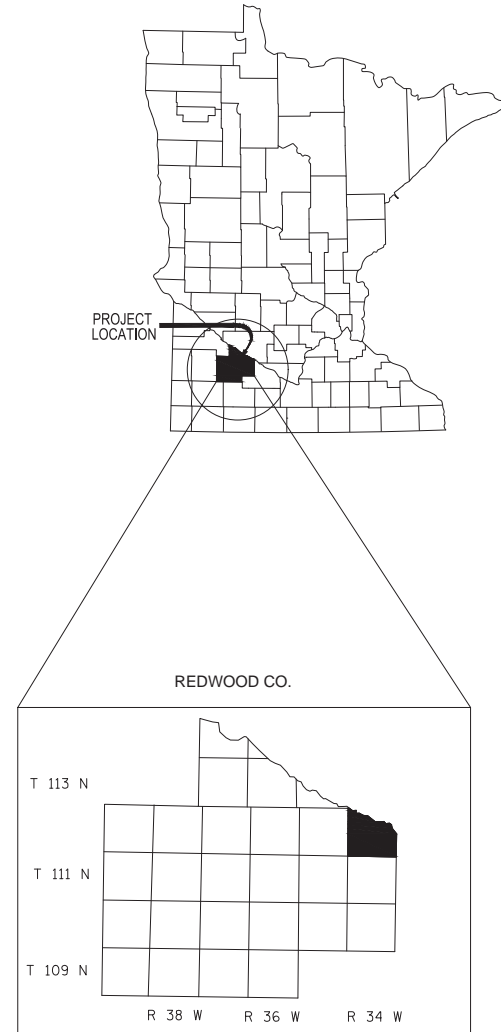 PROJECT
LOCATION
REDWOOD CO.
T 113 N
T 111 N
T 109 N
R 38 W R 36 W R 34 W